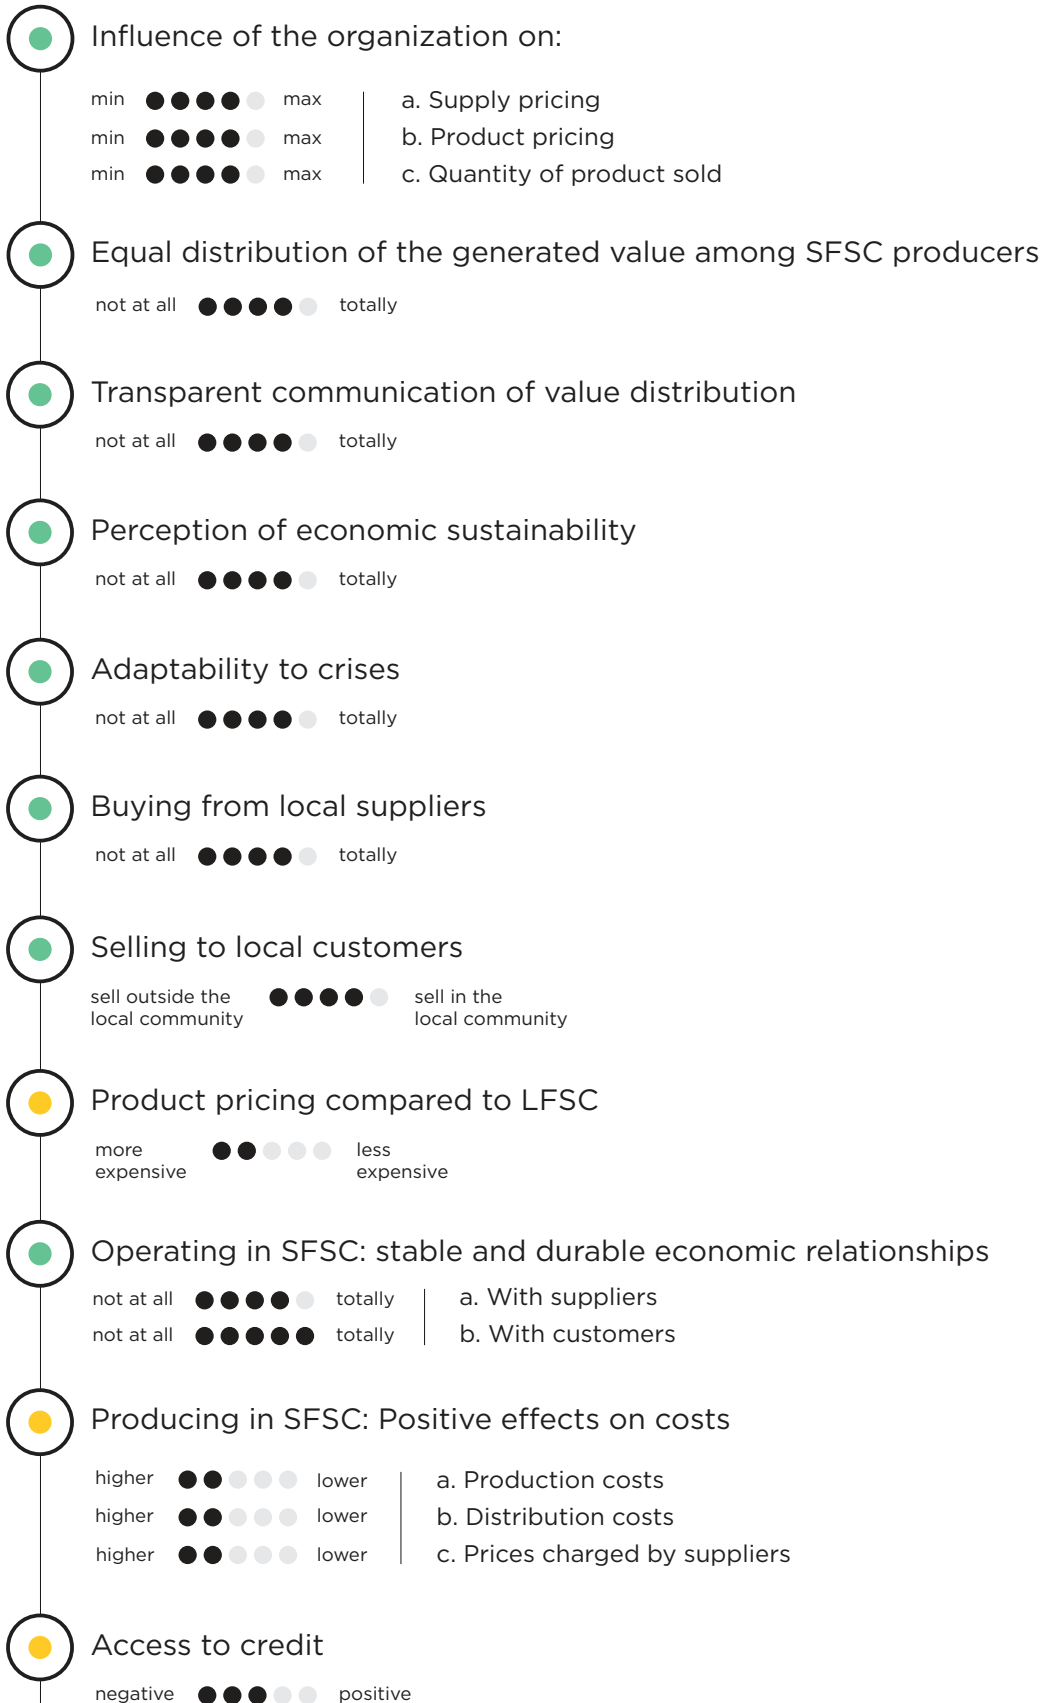 Influence of the organization on:
min max a. Supply pricing
min max b. Product pricing
min max c. Quantity of product sold
Equal distribution of the generated value among SFSC producers
not at all totally
Transparent communication of value distribution
not at all totally
Perception of economic sustainability
not at all totally
Adaptability to crises
not at all totally
Buying from local suppliers
not at all totally
Selling to local customers
sell outside the sell in the
local community local community
Product pricing compared to LFSC
more less
expensive expensive
Operating in SFSC: stable and durable economic relationships
not at all totally a. With suppliers
not at all totally b. With customers
Producing in SFSC: Positive effects on costs
higher lower a. Production costs
higher lower b. Distribution costs
higher lower c. Prices charged by suppliers
Access to credit
negative positive